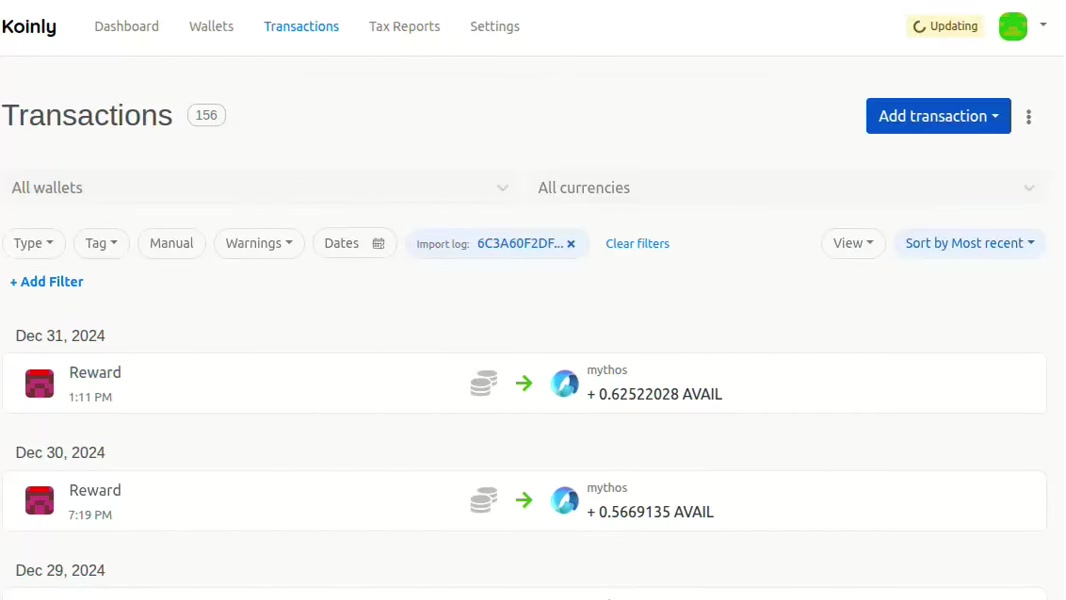 Koinly Dashboard Wallets Transactions Tax Reports Settings Updating
Transactions 156 Add transaction
All wallets All currencies
Type Tag Manual Warnings Dates Import log: 6C3A60F2DF... × Clear filters View Sort by Most recent
+ Add Filter
Dec 31, 2024
Reward
1:11 PM
mythos
+ 0.62522028 AVAIL
Dec 30, 2024
Reward
7:19 PM
mythos
+ 0.5669135 AVAIL
Dec 29, 2024